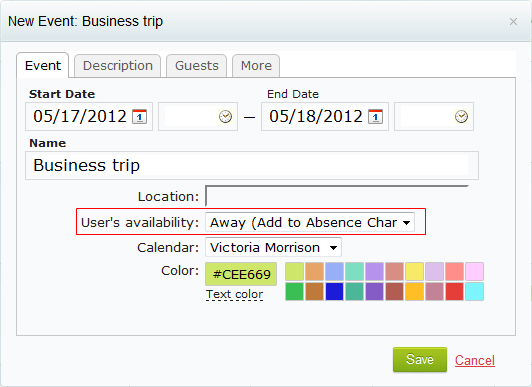 New Event: Business trip ×
Event Description Guests More
Start Date End Date
05/17/2012 — 05/18/2012
Name
Business trip
Location:
User's availability: Away (Add to Absence Char
Calendar: Victoria Morrison
Color: #CEE669
Text color
Save Cancel